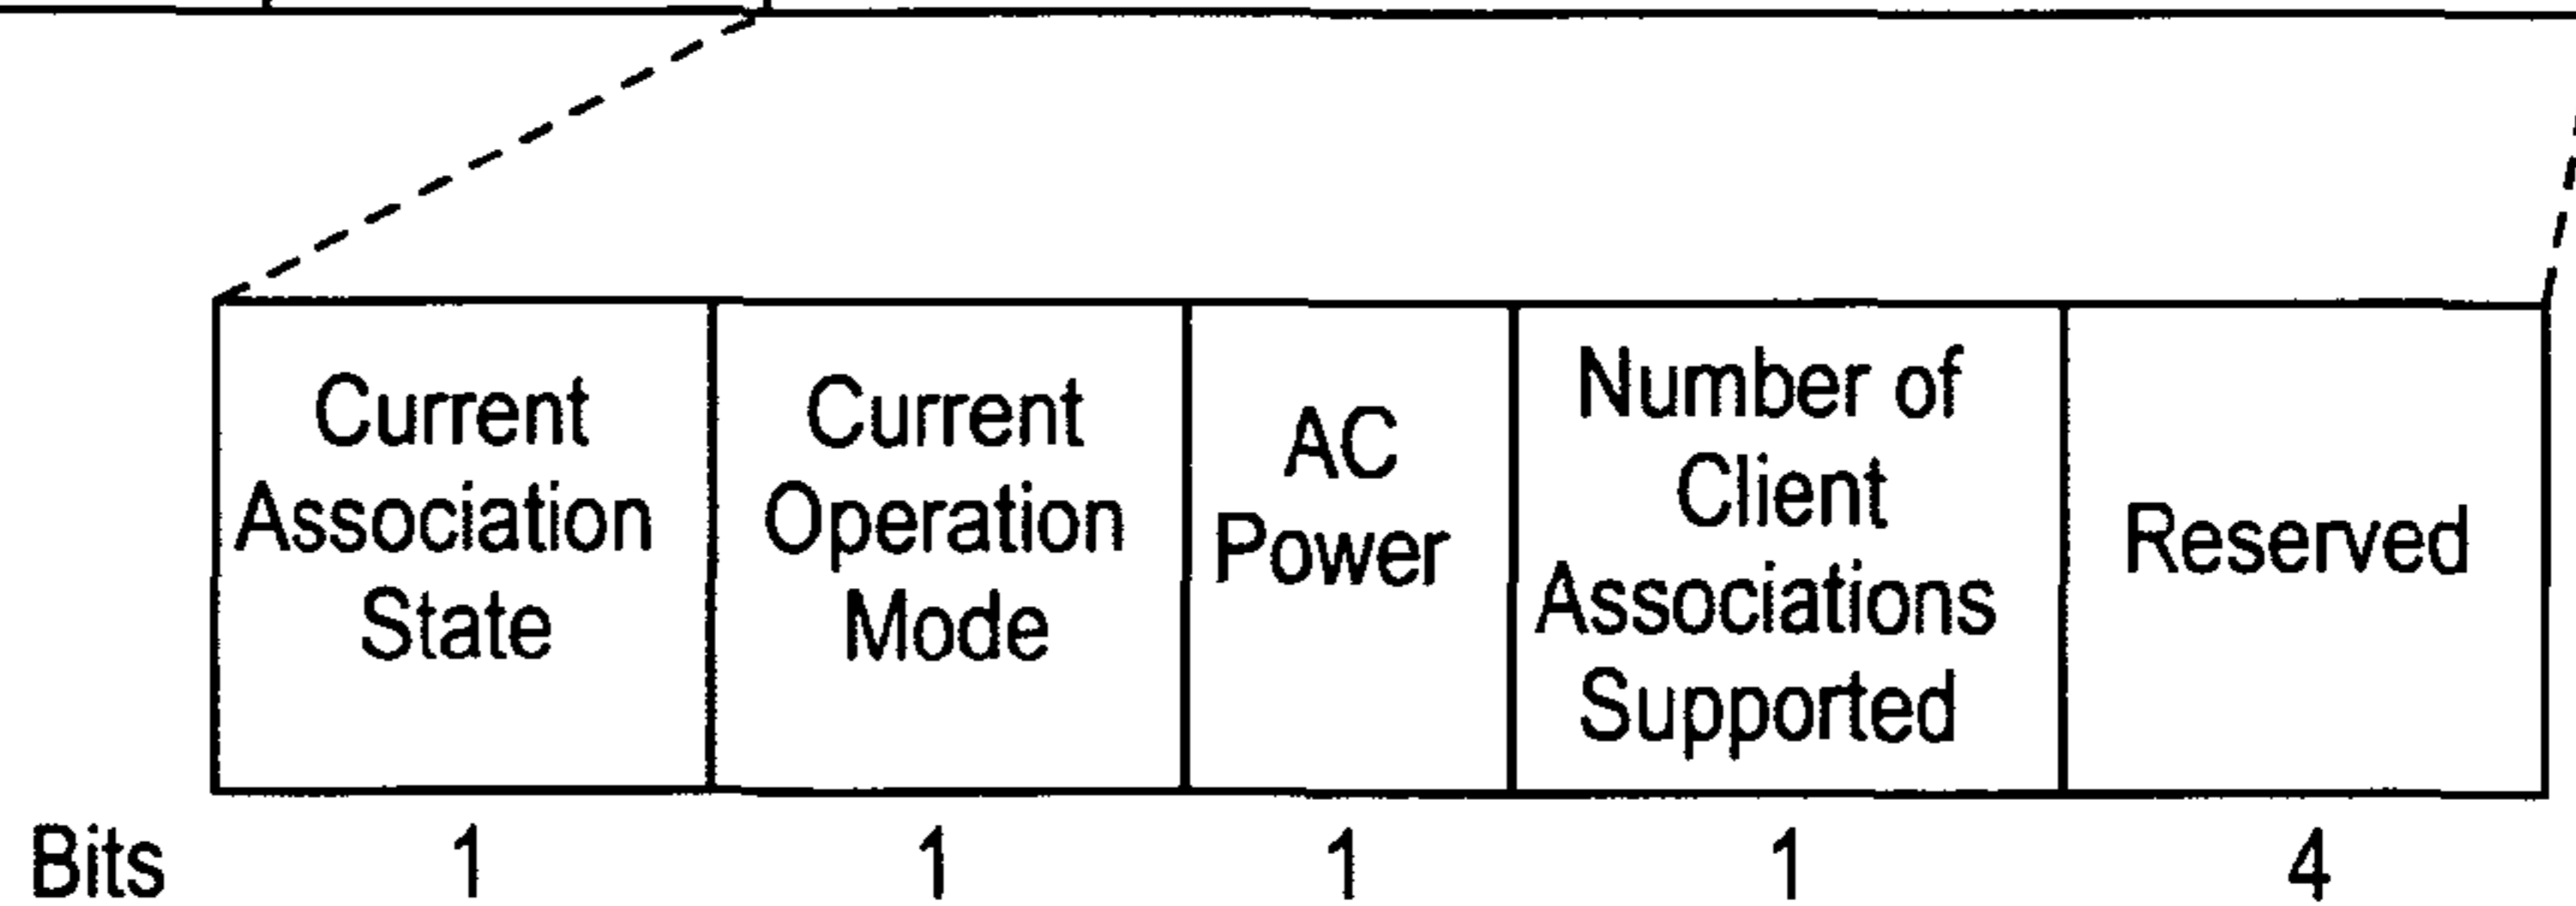 Current
Association
State
Current
Operation
Mode
AC
Power
Number of
Client
Associations
Supported
Reserved
Bits 1 1 1 1 4